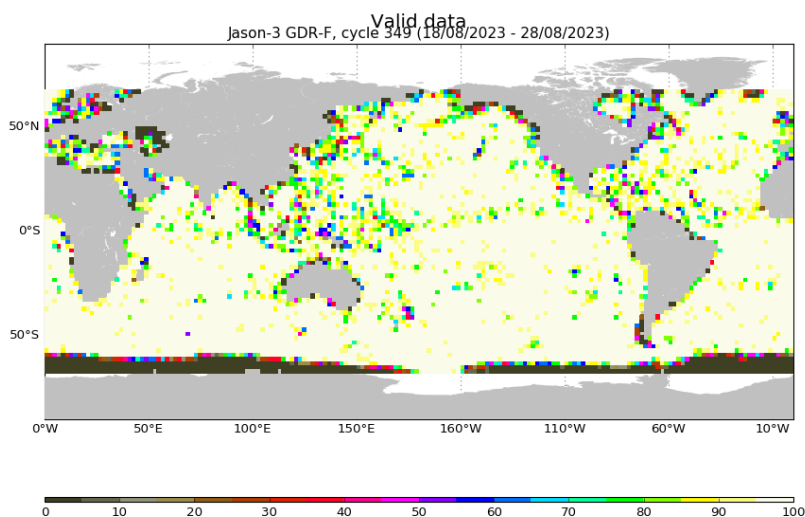 Valid data
Jason-3 GDR-F, cycle 349 (18/08/2023 - 28/08/2023)
50°N
0°S
50°S
0°W 50°E 100°E 150°E 160°W 110°W 60°W 10°W
0 10 20 30 40 50 60 70 80 90 100